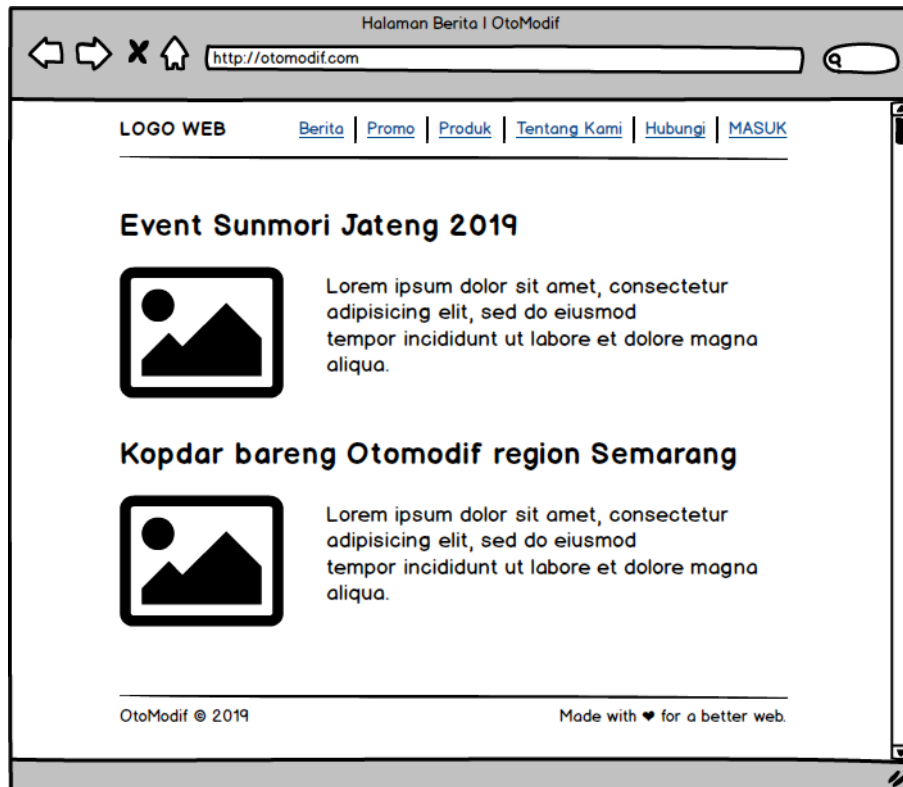 Halaman Berita | OtoModif
http://otomodif.com
LOGO WEB
Berita | Promo | Produk | Tentang Kami | Hubungi | MASUK
Event Sunmori Jateng 2019
Lorem ipsum dolor sit amet, consectetur
adipisicing elit, sed do eiusmod
tempor incididunt ut labore et dolore magna
aliqua.
Kopdar bareng Otomodif region Semarang
Lorem ipsum dolor sit amet, consectetur
adipisicing elit, sed do eiusmod
tempor incididunt ut labore et dolore magna
aliqua.
OtoModif © 2019
Made with ❤ for a better web.